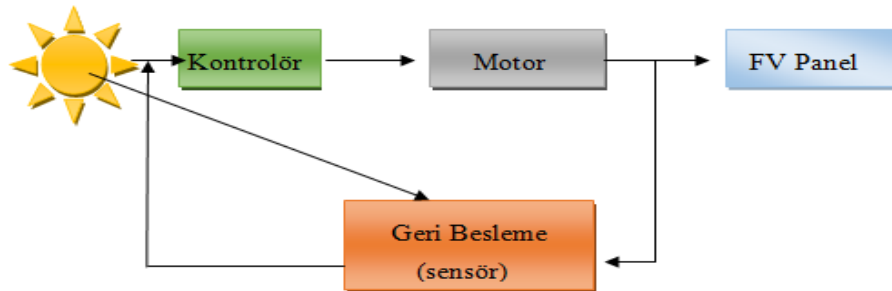 Kontrolör
Motor
FV Panel
Geri Besleme
(sensör)